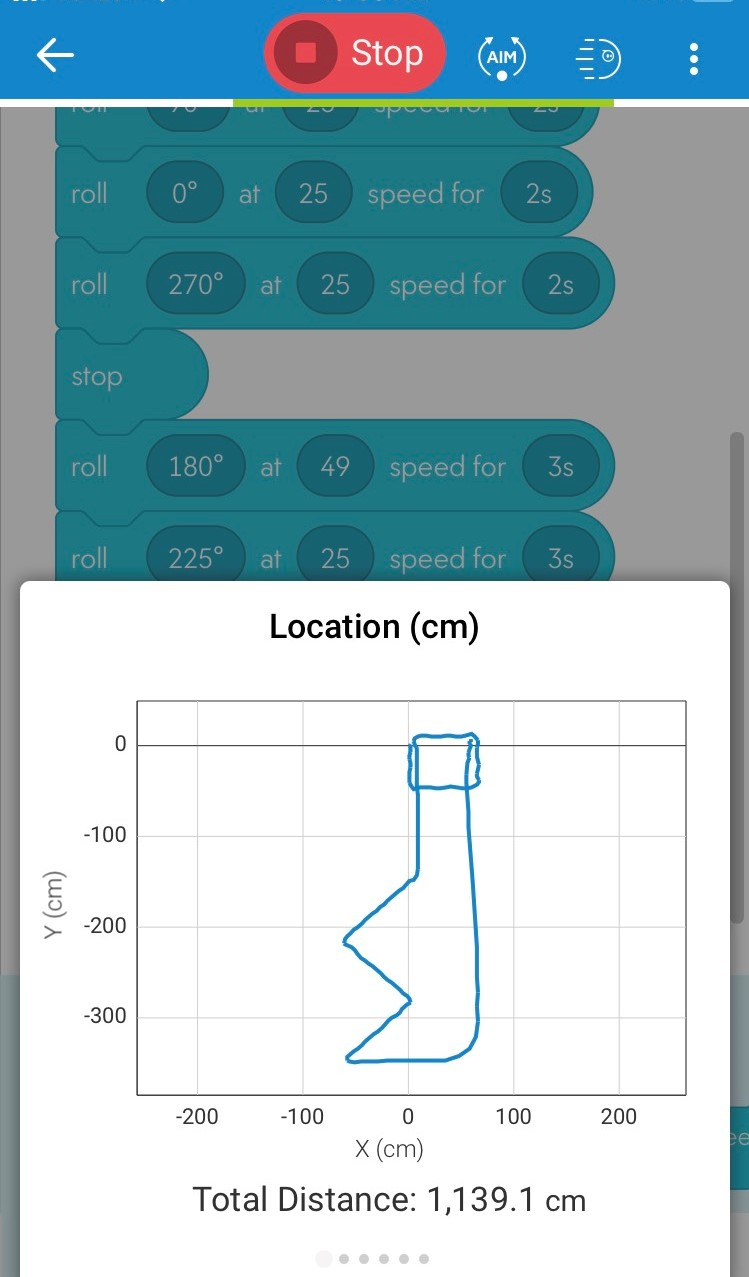 Stop AIM
roll 0° at 25 speed for 2s
roll 270° at 25 speed for 2s
stop
roll 180° at 49 speed for 3s
roll 225° at 25 speed for 3s
Location (cm)
0
-100
-200
-300
Y (cm)
-200 -100 0 100 200
X (cm)
Total Distance: 1,139.1 cm